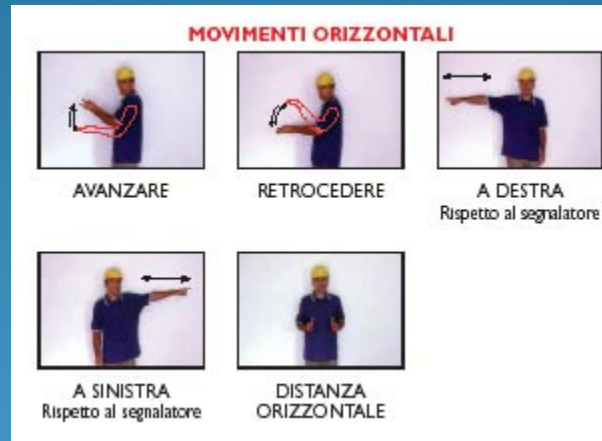 MOVIMENTI ORIZZONTALI
AVANZARE
RETROCEDERE
A DESTRA
Rispetto al segnalatore
A SINISTRA
Rispetto al segnalatore
DISTANZA
ORIZZONTALE